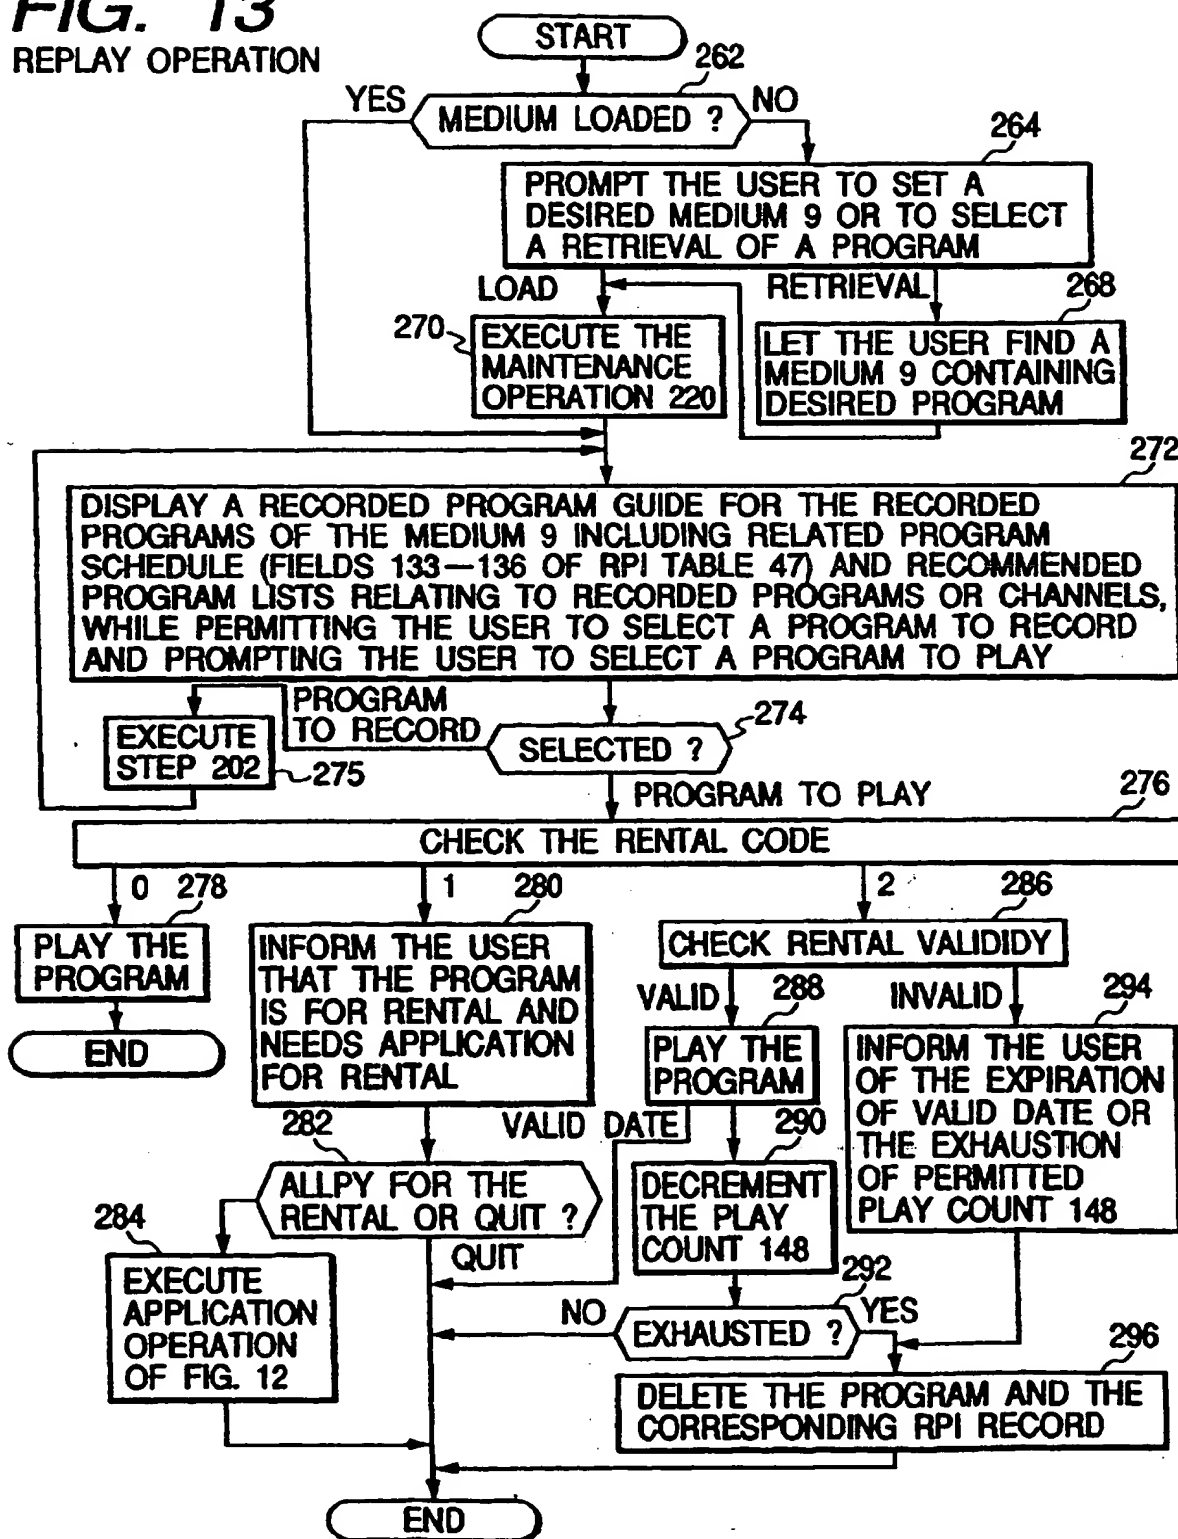 FIG. 13
REPLAY OPERATION
START
262
YES
MEDIUM LOADED ?
NO
264
PROMPT THE USER TO SET A
DESIRED MEDIUM 9 OR TO SELECT
A RETRIEVAL OF A PROGRAM
LOAD
RETRIEVAL
268
270
EXECUTE THE
MAINTENANCE
OPERATION 220
LET THE USER FIND A
MEDIUM 9 CONTAINING
DESIRED PROGRAM
272
DISPLAY A RECORDED PROGRAM GUIDE FOR THE RECORDED
PROGRAMS OF THE MEDIUM 9 INCLUDING RELATED PROGRAM
SCHEDULE (FIELDS 133—136 OF RPI TABLE 47) AND RECOMMENDED
PROGRAM LISTS RELATING TO RECORDED PROGRAMS OR CHANNELS,
WHILE PERMITTING THE USER TO SELECT A PROGRAM TO RECORD
AND PROMPTING THE USER TO SELECT A PROGRAM TO PLAY
PROGRAM
TO RECORD
274
SELECTED ?
EXECUTE
STEP 202
275
PROGRAM TO PLAY
276
CHECK THE RENTAL CODE
0
278
1
280
2
286
PLAY THE
PROGRAM
END
INFORM THE USER
THAT THE PROGRAM
IS FOR RENTAL AND
NEEDS APPLICATION
FOR RENTAL
CHECK RENTAL VALIDIDY
VALID
288
INVALID
294
PLAY THE
PROGRAM
INFORM THE USER
OF THE EXPIRATION
OF VALID DATE OR
THE EXHAUSTION
OF PERMITTED
PLAY COUNT 148
282
VALID DATE
290
ALLPY FOR THE
RENTAL OR QUIT ?
DECREMENT
THE PLAY
COUNT 148
284
QUIT
EXECUTE
APPLICATION
OPERATION
OF FIG. 12
292
NO
EXHAUSTED ?
YES
296
DELETE THE PROGRAM AND THE
CORRESPONDING RPI RECORD
END